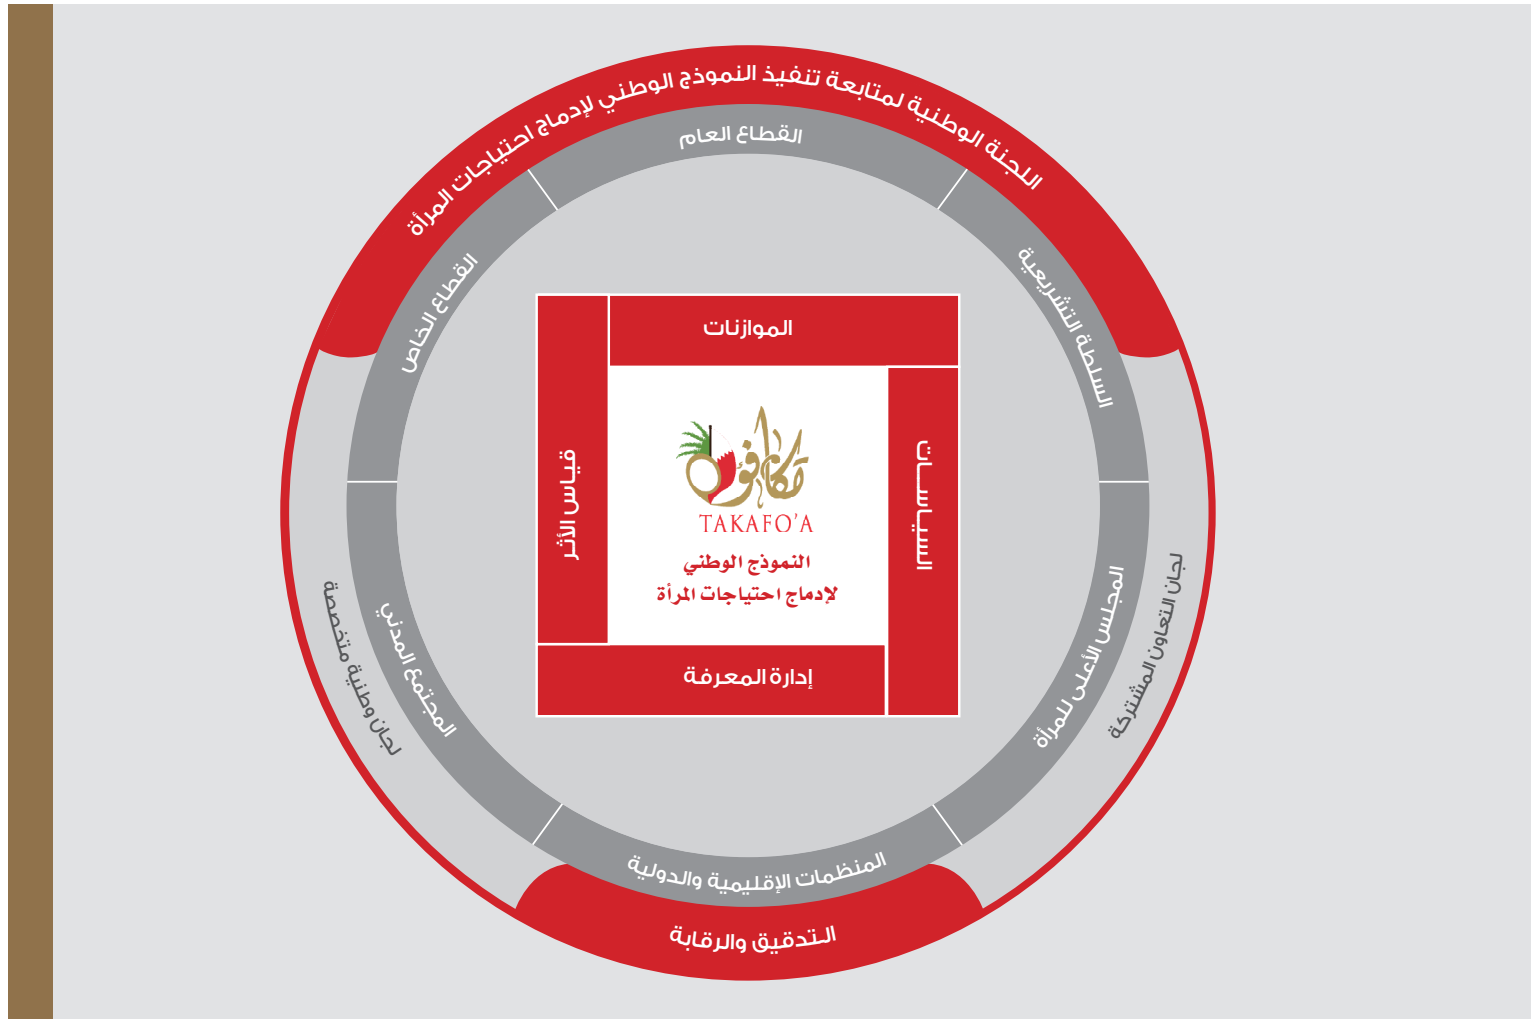 اللجنة الوطنية لمتابعة تنفيذ النموذج الوطني لإدماج احتياجات المرأة
القطاع العام
السلطة التشريعية
القطاع الخاص
الموازنات
السيـاسـات
قياس الأثر
تكافؤ
TAKAFO'A
النموذج الوطني
لإدماج احتياجات المرأة
إدارة المعرفة
المجلس الأعلى للمرأة
المجتمع المدني
لجان التعاون المشتركة
لجان وطنية متخصصة
المنظمات الإقليمية والدولية
التدقيق والرقابة